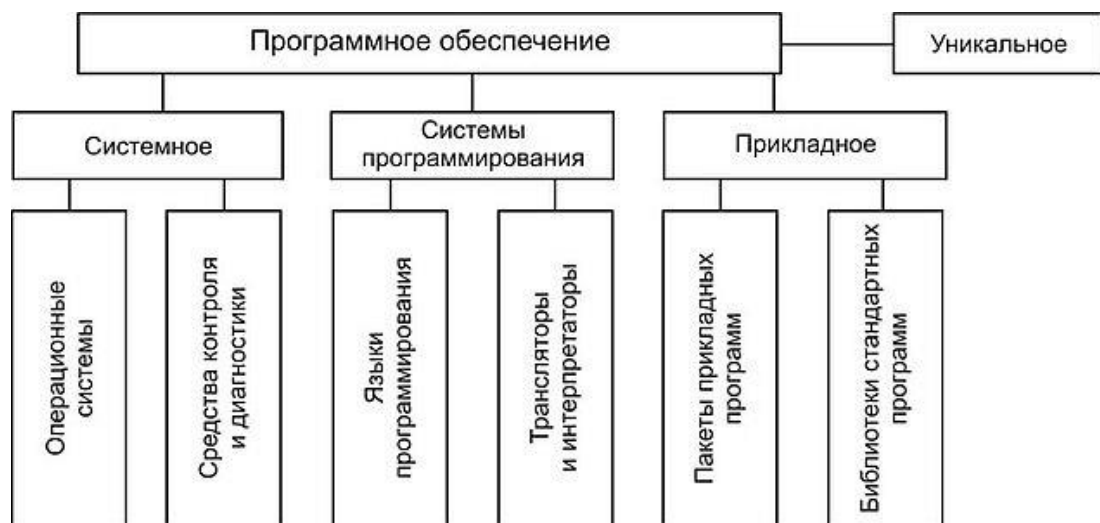 Программное обеспечение
Уникальное
Системное
Системы
программирования
Прикладное
Операционные
системы
Средства контроля
и диагностики
Языки
программирования
Трансляторы
и интерпретаторы
Пакеты прикладных
программ
Библиотеки стандартных
программ